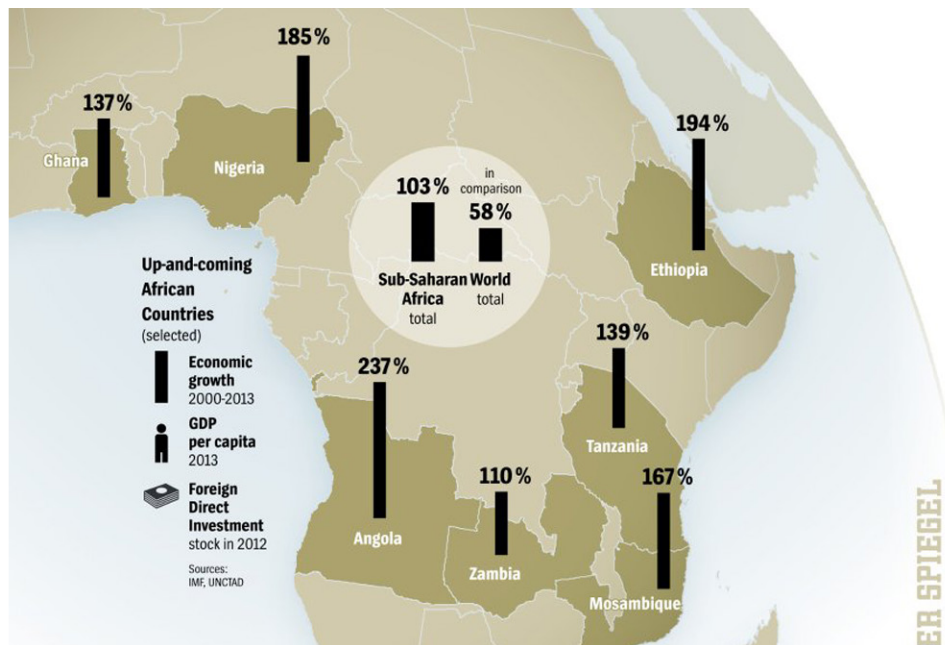 185 %
137 %
Ghana
Nigeria
194 %
in
comparison
103 %
58 %
Sub-Saharan World
Africa total
total
Ethiopia
Up-and-coming
African
Countries
(selected)
Economic
growth
2000-2013
GDP
per capita
2013
Foreign
Direct
Investment
stock in 2012
Sources:
IMF, UNCTAD
139 %
237 %
Tanzania
110 %
167 %
Angola
Zambia
Mosambique
ER SPIEGEL